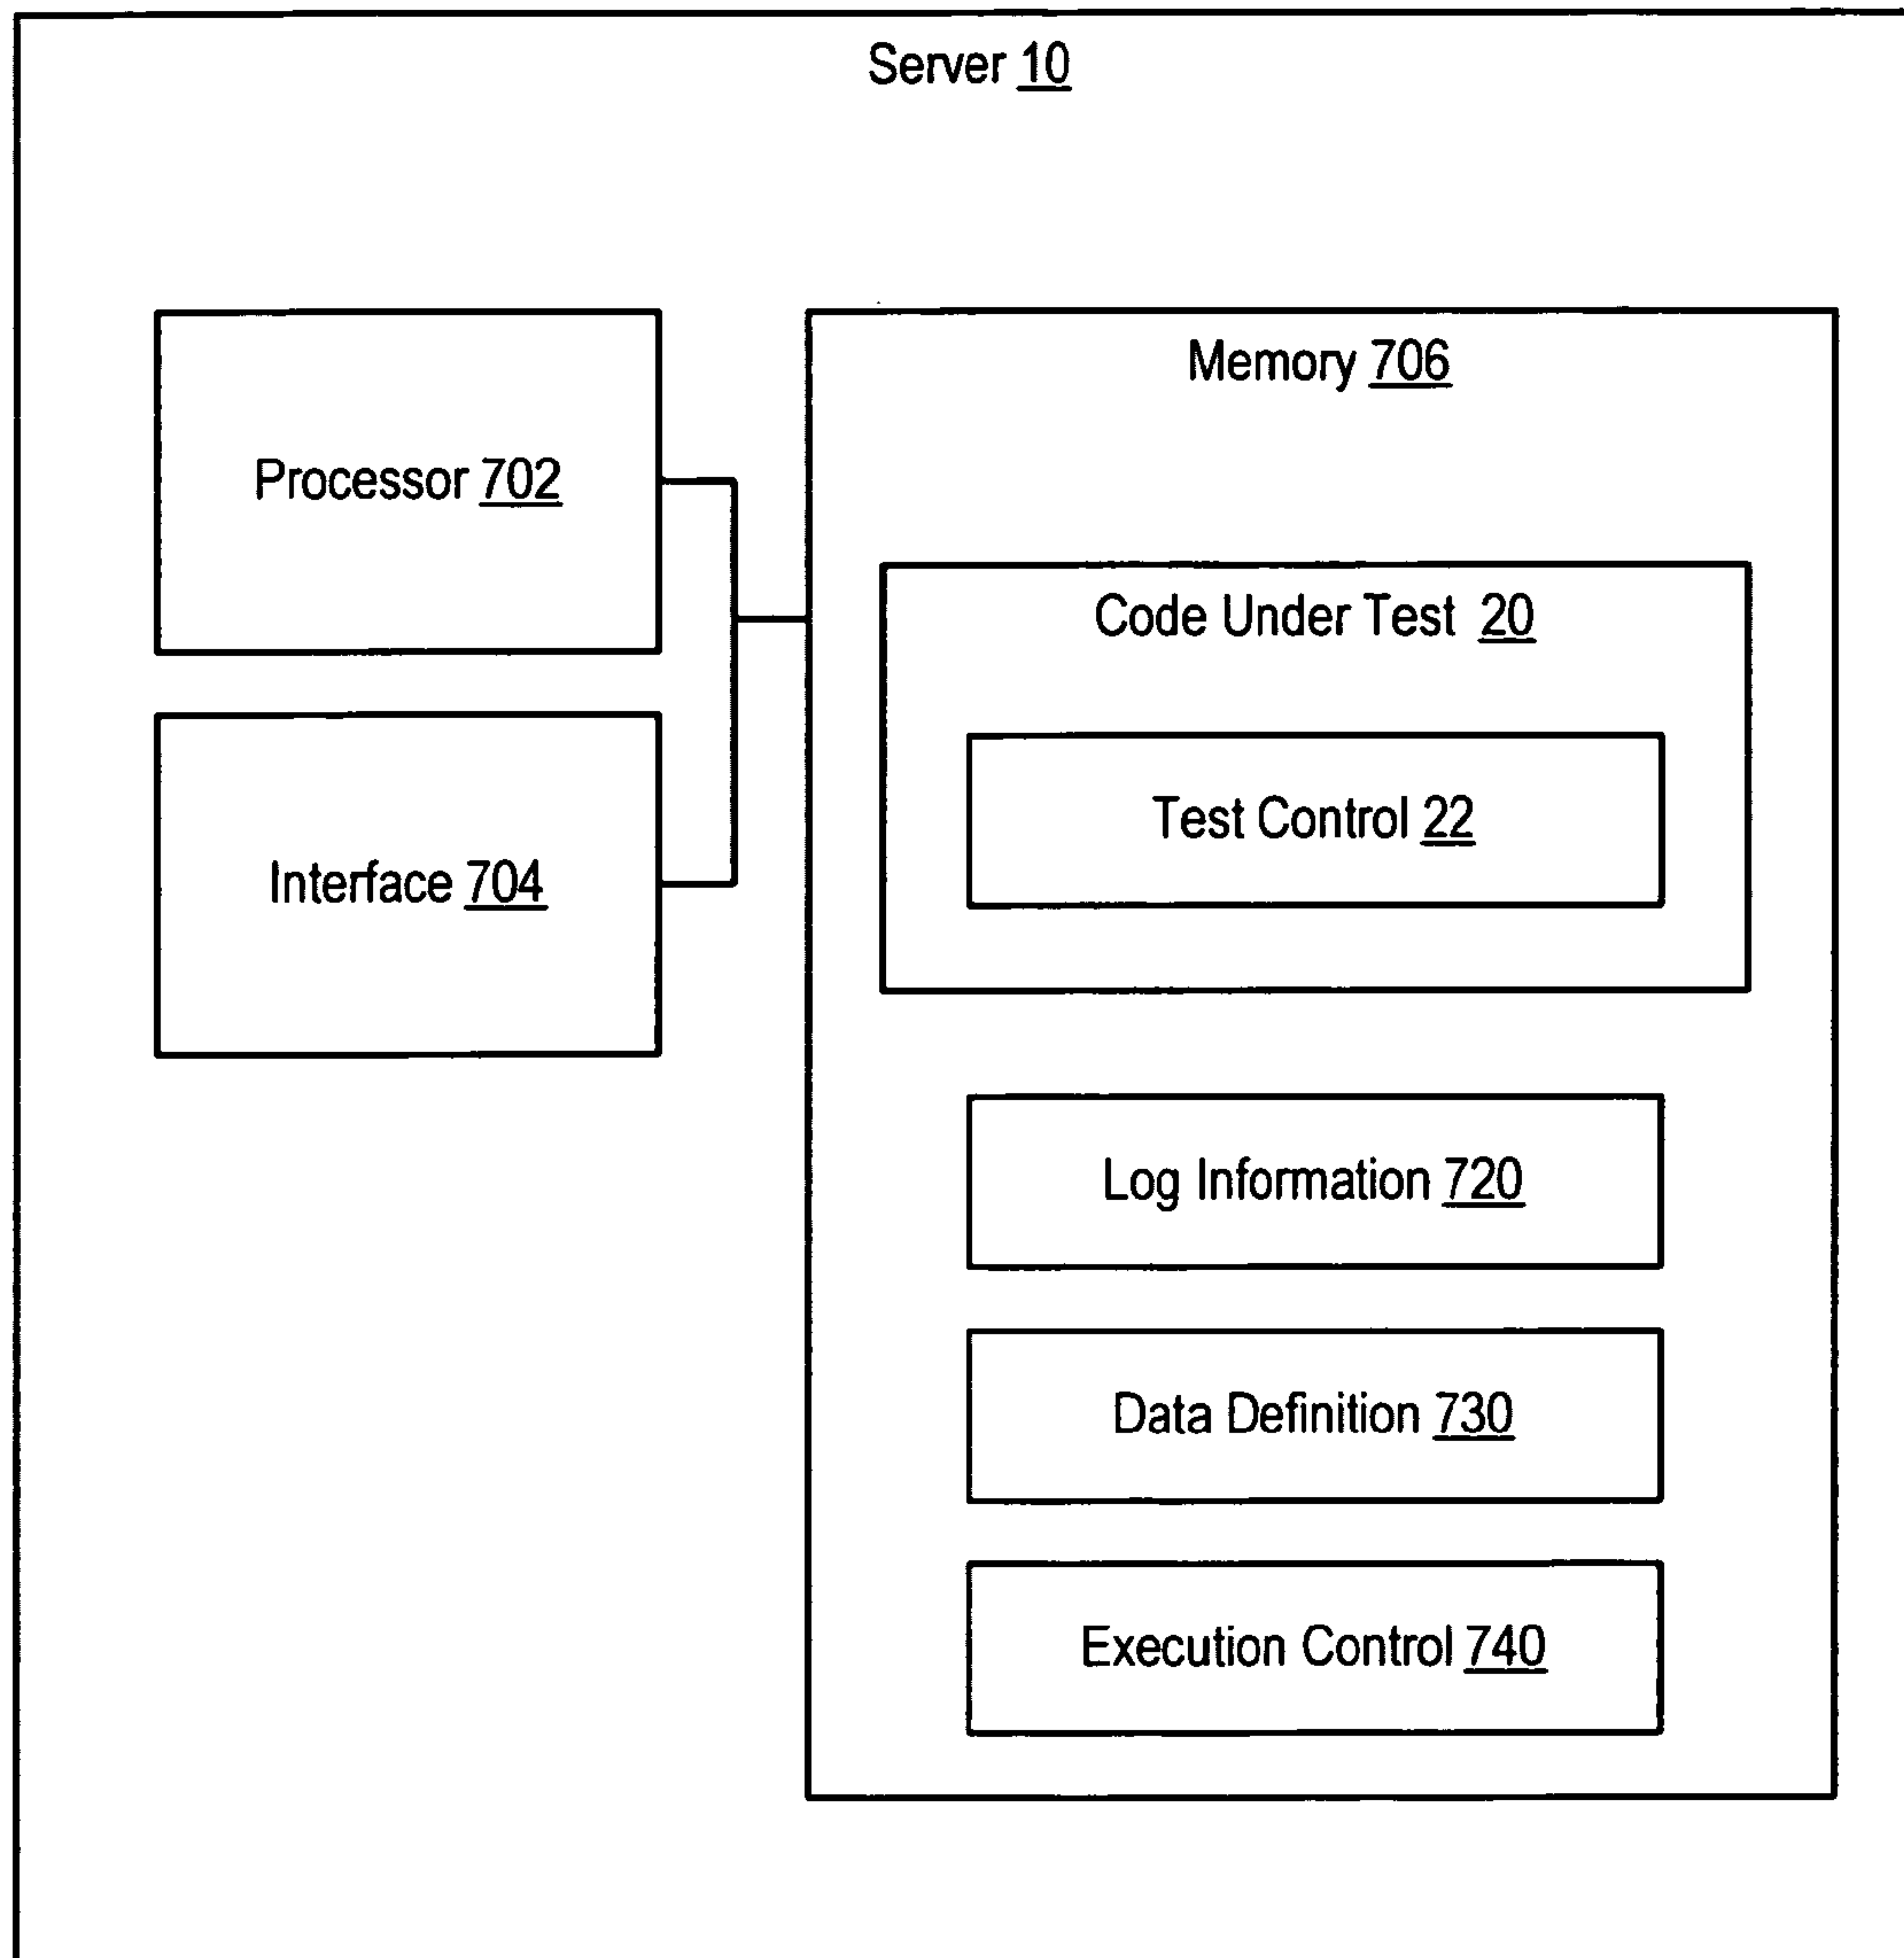 Server 10
Memory 706
Processor 702
Code Under Test 20
Test Control 22
Interface 704
Log Information 720
Data Definition 730
Execution Control 740